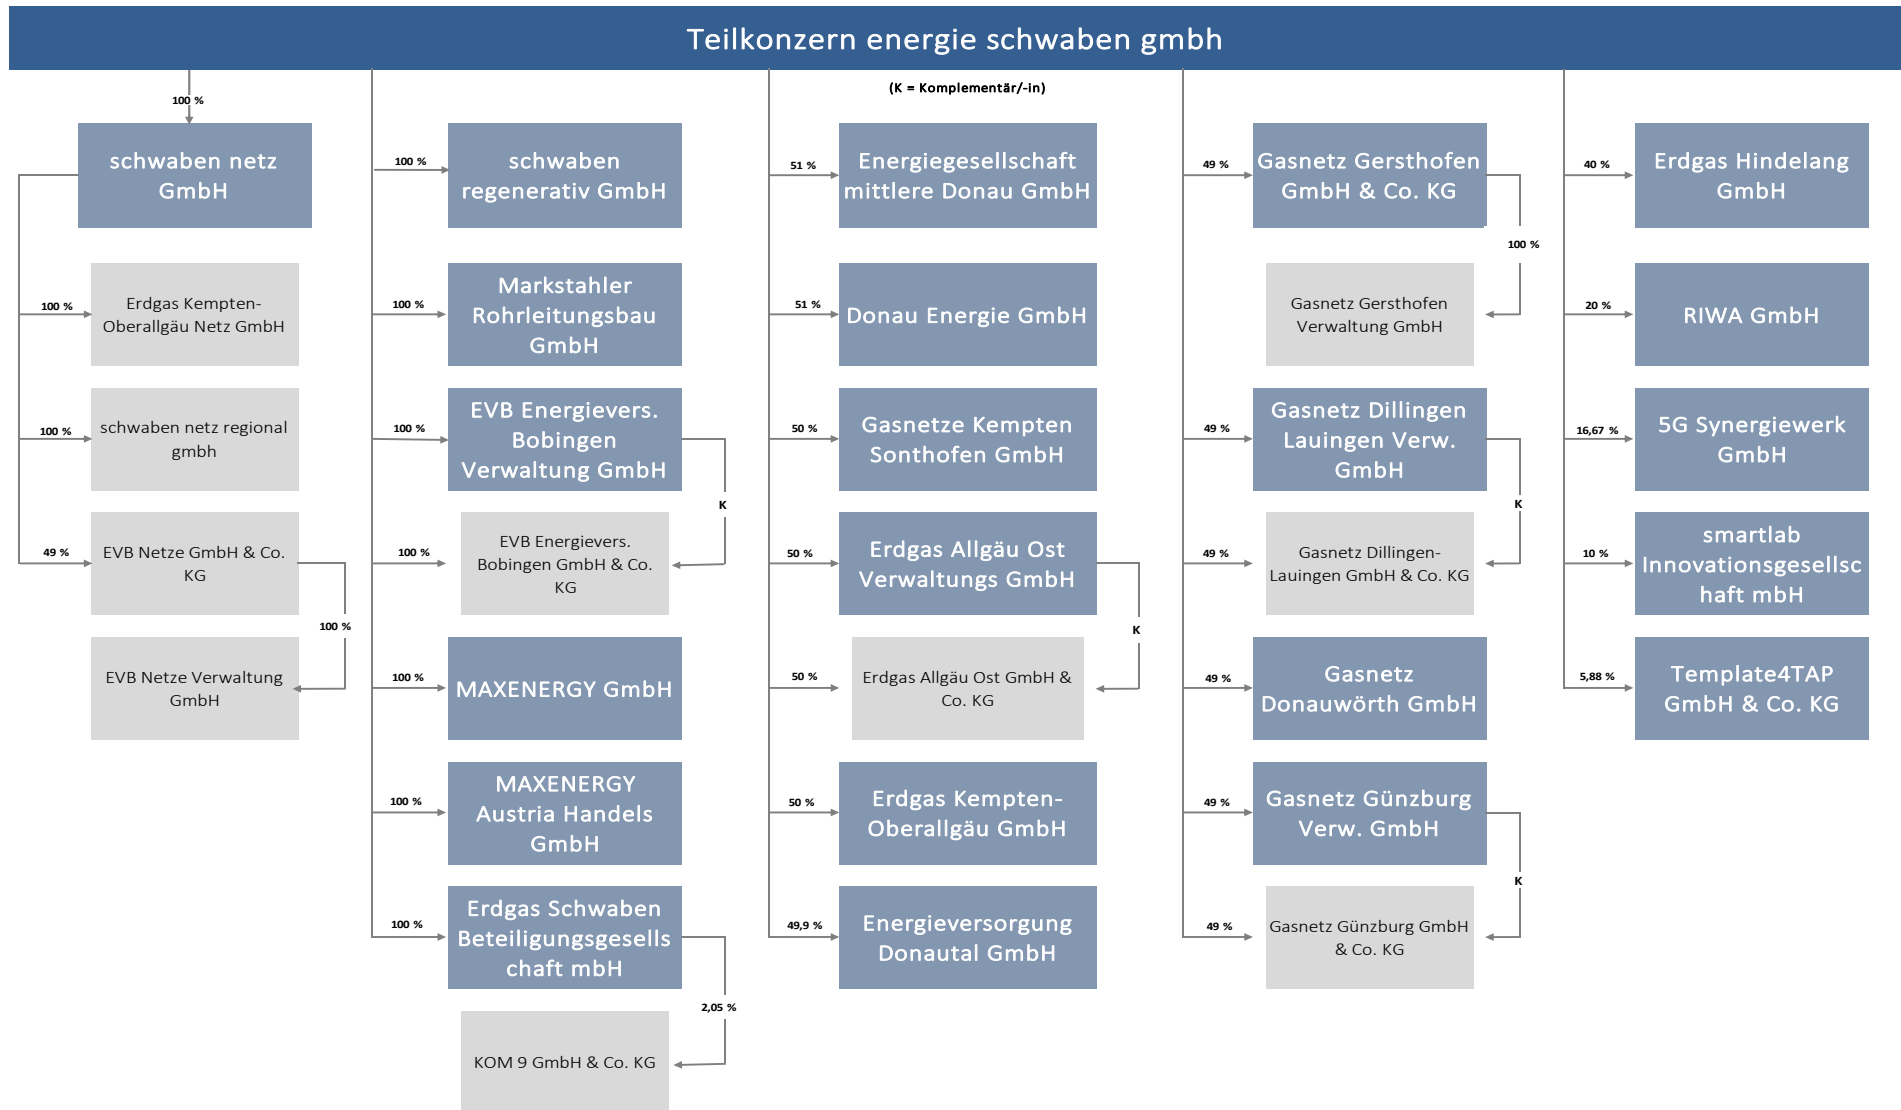 Teilkonzern energie schwaben gmbh
(K = Komplementär/-in)
100 %
schwaben netz
GmbH
100 %
Erdgas Kempten-
Oberallgäu Netz GmbH
100 %
schwaben netz regional
gmbh
49 %
EVB Netze GmbH & Co.
KG
100 %
EVB Netze Verwaltung
GmbH
100 %
schwaben
regenerativ GmbH
100 %
Markstahler
Rohrleitungsbau
GmbH
100 %
EVB Energievers.
Bobingen
Verwaltung GmbH
K
100 %
EVB Energievers.
Bobingen GmbH & Co.
KG
100 %
MAXENERGY GmbH
100 %
MAXENERGY
Austria Handels
GmbH
100 %
Erdgas Schwaben
Beteiligungsgesells
chaft mbH
2,05 %
KOM 9 GmbH & Co. KG
51 %
Energiegesellschaft
mittlere Donau GmbH
51 %
Donau Energie GmbH
50 %
Gasnetze Kempten
Sonthofen GmbH
50 %
Erdgas Allgäu Ost
Verwaltungs GmbH
K
50 %
Erdgas Allgäu Ost GmbH &
Co. KG
50 %
Erdgas Kempten-
Oberallgäu GmbH
49,9 %
Energieversorgung
Donautal GmbH
49 %
Gasnetz Gersthofen
GmbH & Co. KG
100 %
Gasnetz Gersthofen
Verwaltung GmbH
49 %
Gasnetz Dillingen
Lauingen Verw.
GmbH
K
49 %
Gasnetz Dillingen-
Lauingen GmbH & Co. KG
49 %
Gasnetz
Donauwörth GmbH
49 %
Gasnetz Günzburg
Verw. GmbH
K
49 %
Gasnetz Günzburg GmbH
& Co. KG
40 %
Erdgas Hindelang
GmbH
20 %
RIWA GmbH
16,67 %
5G Synergiewerk
GmbH
10 %
smartlab
Innovationsgesellsc
haft mbH
5,88 %
Template4TAP
GmbH & Co. KG